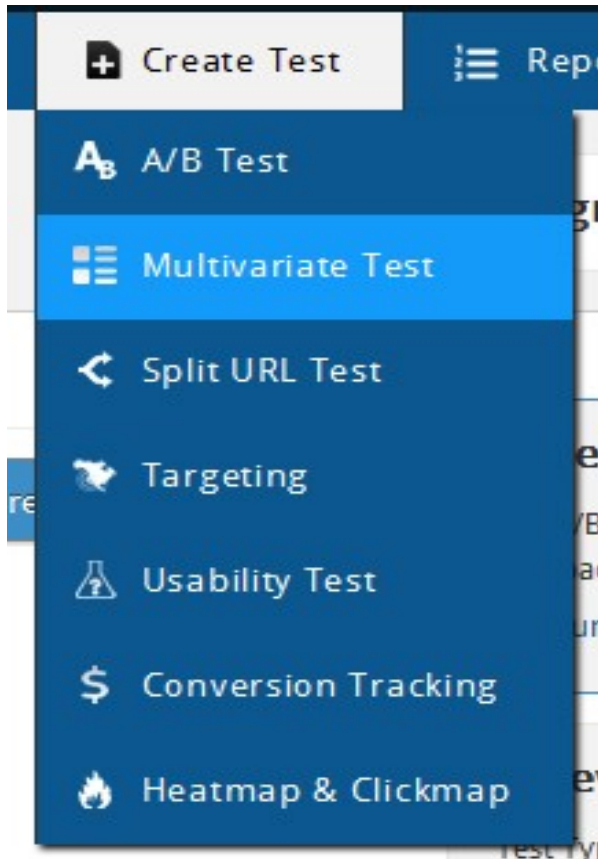 Create Test
A/B Test
Multivariate Test
Split URL Test
Targeting
Usability Test
Conversion Tracking
Heatmap & Clickmap